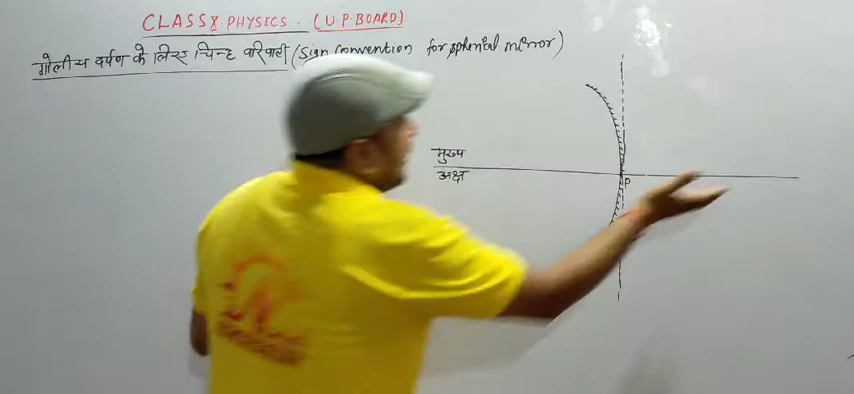 CLASS X PHYSICS. (U.P. BOARD)
गोलीय दर्पण के लिए चिन्ह परिपाटी (Sign Convention for spherical mirror)
मुख्य
अक्ष
P